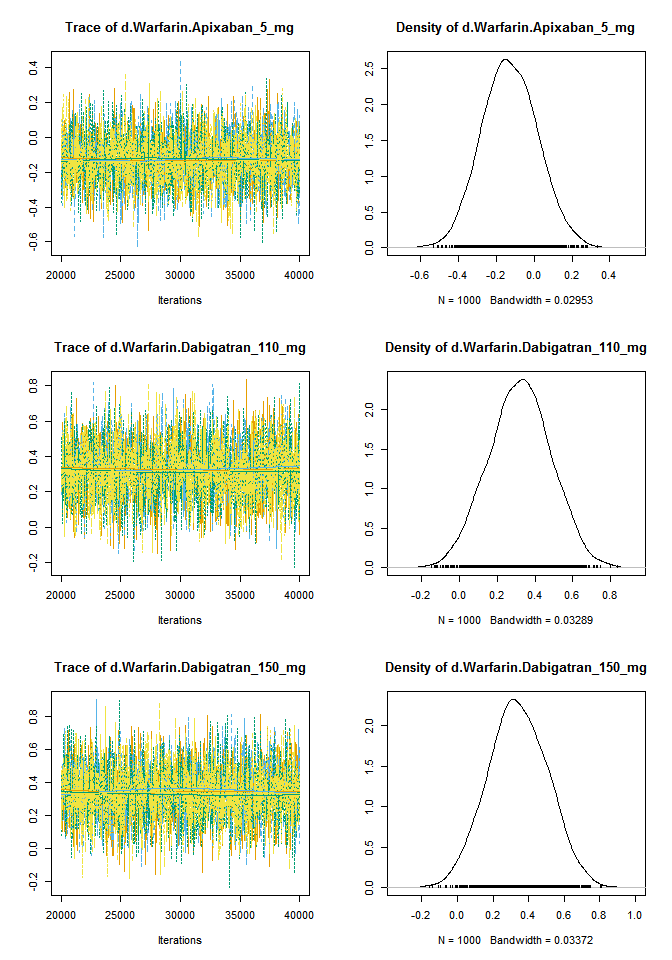 Trace of d.Warfarin.Apixaban_5_mg
Density of d.Warfarin.Apixaban_5_mg
0.4
0.2
0.0
-0.2
-0.4
-0.6
2.5
2.0
1.5
1.0
0.5
0.0
20000 25000 30000 35000 40000
-0.6 -0.4 -0.2 0.0 0.2 0.4
Iterations
N = 1000 Bandwidth = 0.02953
Trace of d.Warfarin.Dabigatran_110_mg
Density of d.Warfarin.Dabigatran_110_mg
0.8
0.6
0.4
0.2
0.0
-0.2
2.0
1.5
1.0
0.5
0.0
20000 25000 30000 35000 40000
-0.2 0.0 0.2 0.4 0.6 0.8
Iterations
N = 1000 Bandwidth = 0.03289
Trace of d.Warfarin.Dabigatran_150_mg
Density of d.Warfarin.Dabigatran_150_mg
0.8
0.6
0.4
0.2
0.0
-0.2
2.0
1.5
1.0
0.5
0.0
20000 25000 30000 35000 40000
-0.2 0.0 0.2 0.4 0.6 0.8 1.0
Iterations
N = 1000 Bandwidth = 0.03372